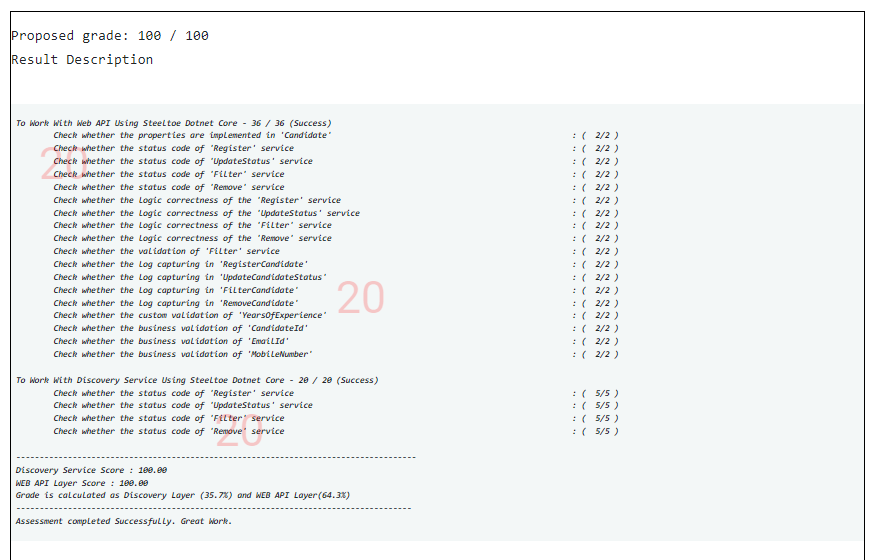 Proposed grade: 100 / 100
Result Description
To Work With Web API Using Steeltoe Dotnet Core - 36 / 36 (Success)
Check whether the properties are implemented in 'Candidate' : ( 2/2 )
Check whether the status code of 'Register' service : ( 2/2 )
20
Check whether the status code of 'UpdateStatus' service : ( 2/2 )
Check whether the status code of 'Filter' service : ( 2/2 )
Check whether the status code of 'Remove' service : ( 2/2 )
Check whether the logic correctness of the 'Register' service : ( 2/2 )
Check whether the logic correctness of the 'UpdateStatus' service : ( 2/2 )
Check whether the logic correctness of the 'Filter' service : ( 2/2 )
Check whether the logic correctness of the 'Remove' service : ( 2/2 )
Check whether the validation of 'Filter' service : ( 2/2 )
Check whether the Log capturing in 'RegisterCandidate' : ( 2/2 )
Check whether the Log capturing in 'UpdateCandidateStatus' : ( 2/2 )
Check whether the Log capturing in 'FilterCandidate' : ( 2/2 )
20
Check whether the Log capturing in 'RemoveCandidate' : ( 2/2 )
Check whether the custom validation of 'YearsOfExperience' : ( 2/2 )
Check whether the business validation of 'CandidateId' : ( 2/2 )
Check whether the business validation of 'EmailId' : ( 2/2 )
Check whether the business validation of 'MobileNumber' : ( 2/2 )
To Work With Discovery Service Using Steeltoe Dotnet Core - 20 / 20 (Success)
Check whether the status code of 'Register' service : ( 5/5 )
Check whether the status code of 'UpdateStatus' service : ( 5/5 )
Check whether the status code of 'Filter' service : ( 5/5 )
20
Check whether the status code of 'Remove' service : ( 5/5 )
-------------------------------------------------------------------------------------
Discovery Service Score : 100.00
WEB API Layer Score : 100.00
Grade is calculated as Discovery Layer (35.7%) and WEB API Layer(64.3%)
------------------------------------------------------------------------------------
Assessment completed Successfully. Great Work.